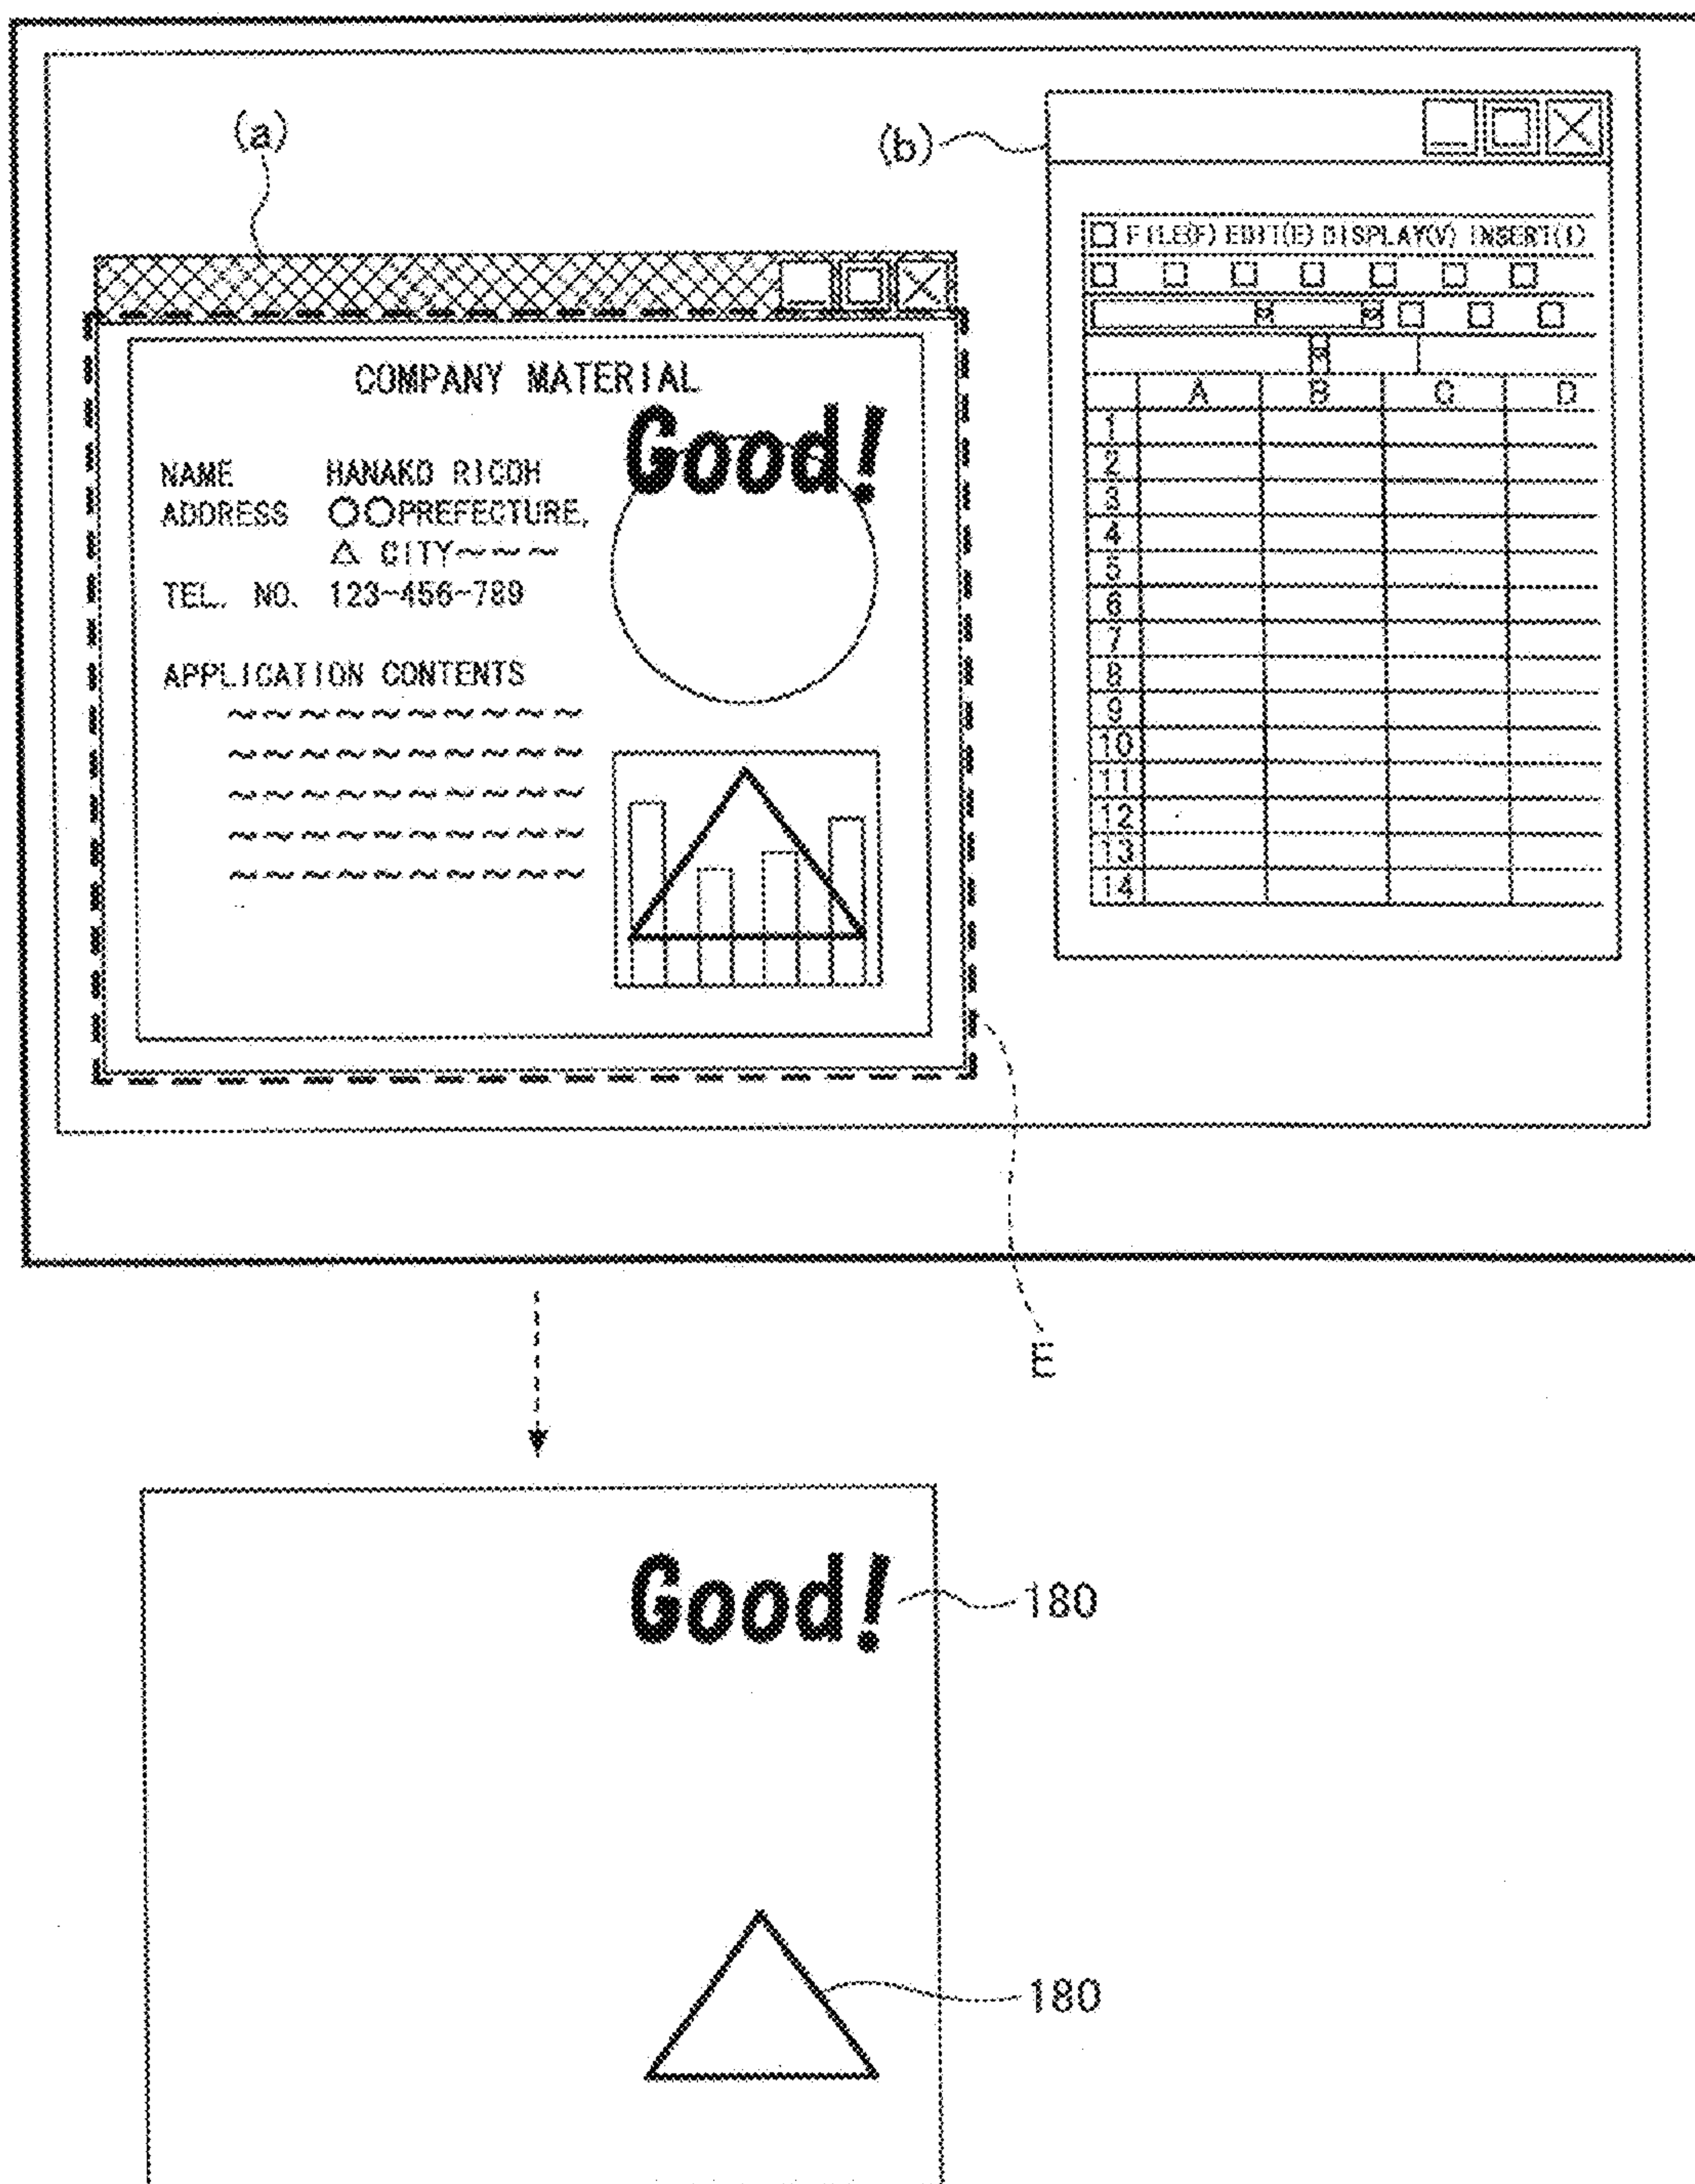 (a)
(b)
FILE(F) EDIT(E) DISPLAY(V) INSERT(I)
COMPANY MATERIAL
Good!
NAME HANAKO RICOH
ADDRESS ○○PREFECTURE,
△ CITY~~~
TEL. NO. 123-456-789
APPLICATION CONTENTS
A B C D
1
2
3
4
5
6
7
8
9
10
11
12
13
14
E
Good!
180
180